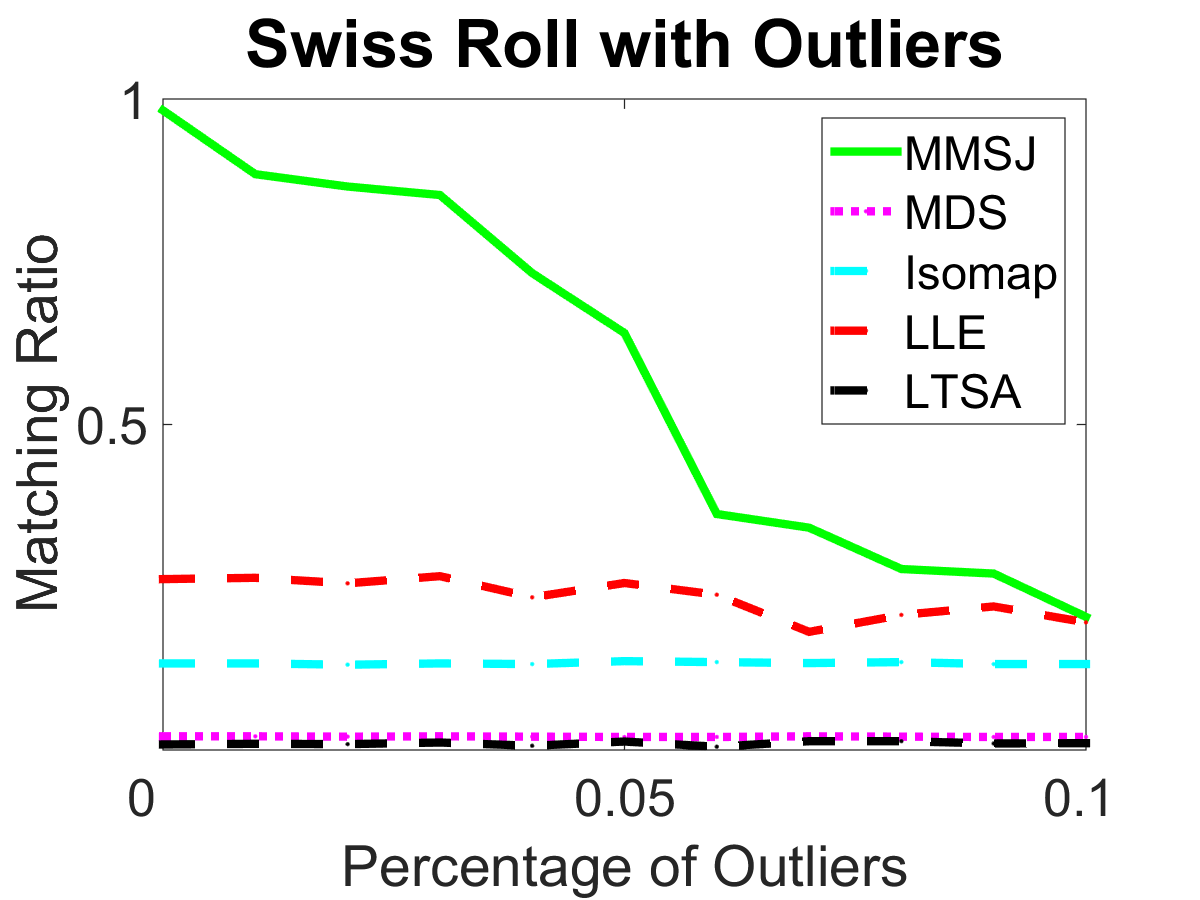 Swiss Roll with Outliers
1
MMSJ
MDS
Isomap
LLE
LTSA
Matching Ratio
0.5
0
0.05
0.1
Percentage of Outliers